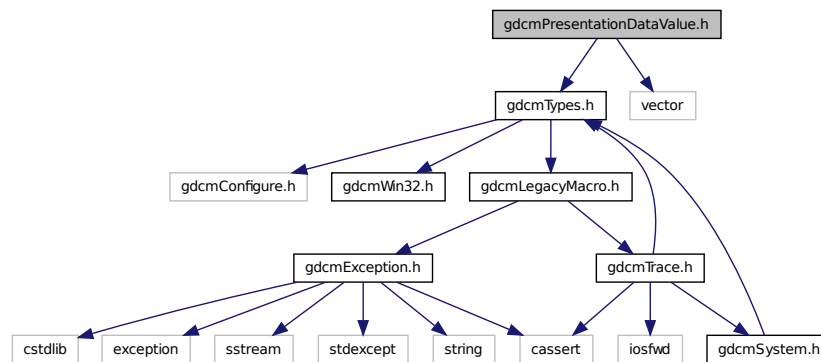 gdcmPresentationDataValue.h
gdcmTypes.h
vector
gdcmConfigure.h
gdcmWin32.h
gdcmLegacyMacro.h
gdcmException.h
gdcmTrace.h
cstdlib
exception
sstream
stdexcept
string
cassert
iosfwd
gdcmSystem.h